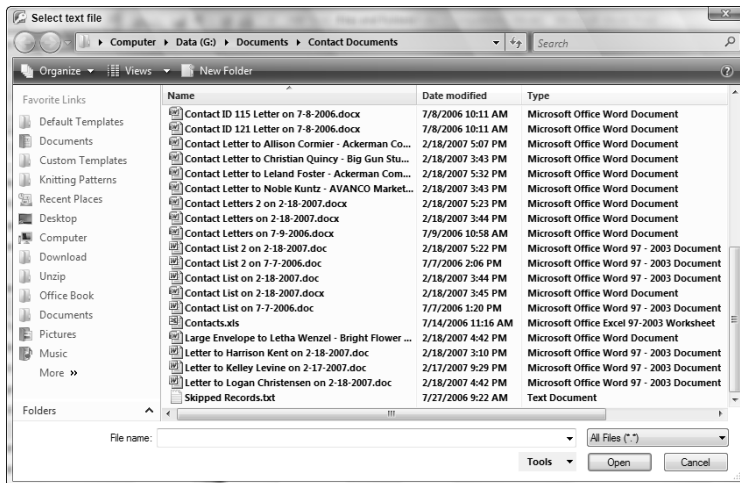 Select text file
Computer ▸ Data (G:) ▸ Documents ▸ Contact Documents
Search
Organize Views New Folder
Favorite Links
Default Templates
Documents
Custom Templates
Knitting Patterns
Recent Places
Desktop
Computer
Download
Unzip
Office Book
Documents
Pictures
Music
More »
Folders
Name Date modified Type
Contact ID 115 Letter on 7-8-2006.docx 7/8/2006 10:11 AM Microsoft Office Word Document
Contact ID 121 Letter on 7-8-2006.docx 7/8/2006 10:11 AM Microsoft Office Word Document
Contact Letter to Allison Cormier - Ackerman Co... 2/18/2007 5:07 PM Microsoft Office Word Document
Contact Letter to Christian Quincy - Big Gun Stu... 2/18/2007 3:43 PM Microsoft Office Word Document
Contact Letter to Leland Foster - Ackerman Com... 2/18/2007 5:32 PM Microsoft Office Word Document
Contact Letter to Noble Kuntz - AVANCO Market... 2/18/2007 3:43 PM Microsoft Office Word Document
Contact Letters 2 on 2-18-2007.docx 2/18/2007 5:23 PM Microsoft Office Word Document
Contact Letters on 2-18-2007.docx 2/18/2007 3:44 PM Microsoft Office Word Document
Contact Letters on 7-9-2006.docx 7/9/2006 10:58 AM Microsoft Office Word Document
Contact List 2 on 2-18-2007.doc 2/18/2007 5:22 PM Microsoft Office Word 97 - 2003 Document
Contact List 2 on 7-7-2006.doc 7/7/2006 2:06 PM Microsoft Office Word 97 - 2003 Document
Contact List on 2-18-2007.doc 2/18/2007 3:44 PM Microsoft Office Word 97 - 2003 Document
Contact List on 2-18-2007.docx 2/18/2007 3:45 PM Microsoft Office Word Document
Contact List on 7-7-2006.doc 7/7/2006 1:20 PM Microsoft Office Word 97 - 2003 Document
Contacts.xls 7/14/2006 11:16 AM Microsoft Office Excel 97-2003 Worksheet
Large Envelope to Letha Wenzel - Bright Flower ... 2/18/2007 4:42 PM Microsoft Office Word Document
Letter to Harrison Kent on 2-18-2007.doc 2/18/2007 3:10 PM Microsoft Office Word 97 - 2003 Document
Letter to Kelley Levine on 2-17-2007.doc 2/17/2007 9:29 PM Microsoft Office Word 97 - 2003 Document
Letter to Logan Christensen on 2-18-2007.doc 2/18/2007 4:42 PM Microsoft Office Word 97 - 2003 Document
Skipped Records.txt 7/27/2006 9:22 AM Text Document
File name: All Files (*.*)
Tools Open Cancel